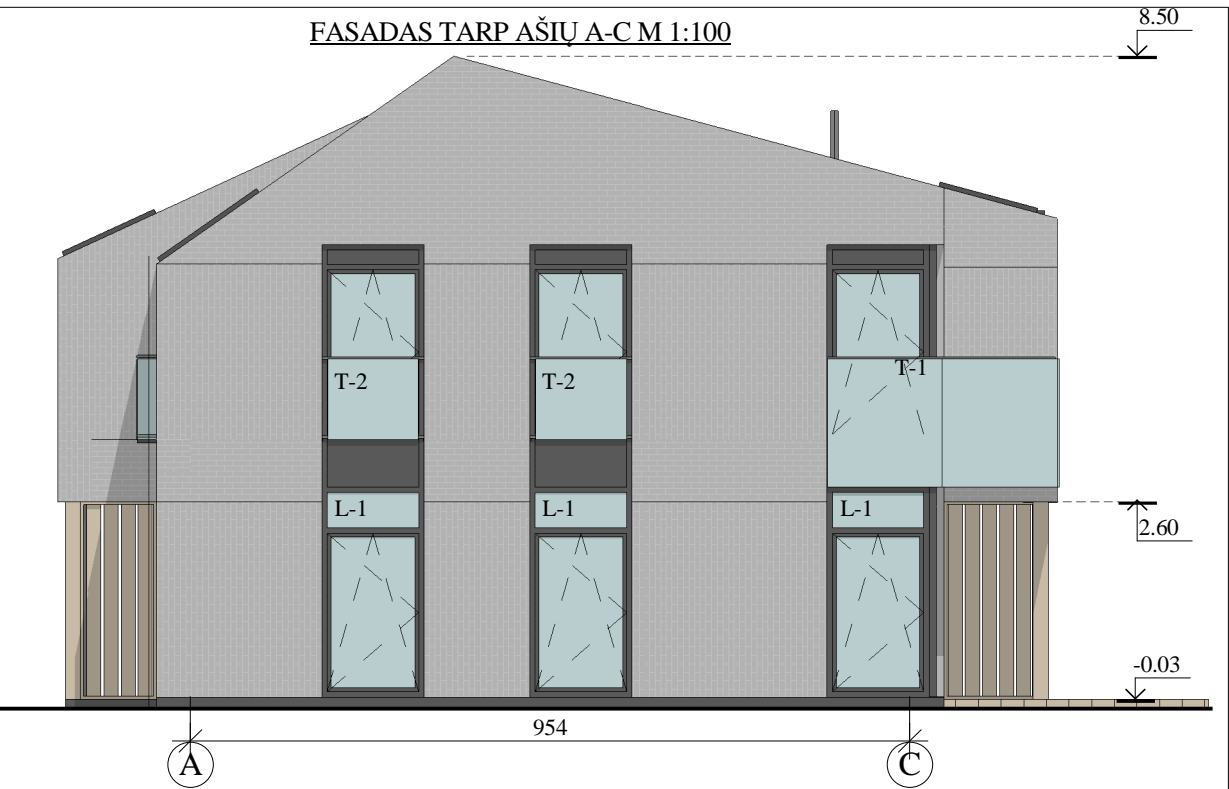 FASADAS TARP AŠIŲ A-C M 1:100
8.50
T-2
T-2
T-1
L-1
L-1
L-1
2.60
-0.03
954
A
C